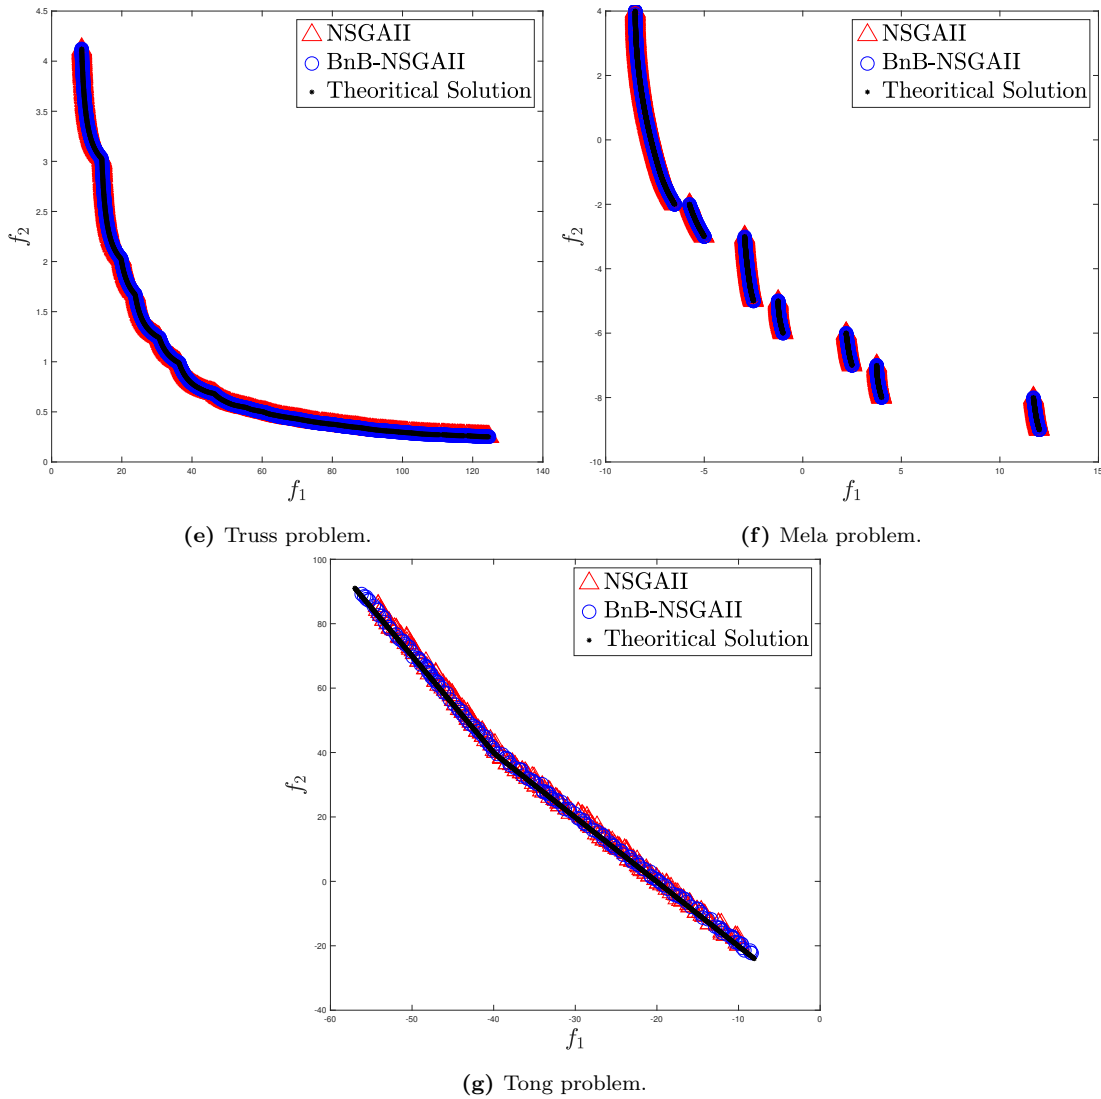 4.5
4
3.5
3
2.5
2
1.5
1
0.5
0
0 20 40 60 80 100 120 140
f2
f1
NSGAII
BnB-NSGAII
Theoritical Solution
(e) Truss problem.
4
2
0
-2
-4
-6
-8
-10
-10 -5 0 5 10 15
f2
f1
NSGAII
BnB-NSGAII
Theoritical Solution
(f) Mela problem.
100
80
60
40
20
0
-20
-40
-60 -50 -40 -30 -20 -10 0
f2
f1
NSGAII
BnB-NSGAII
Theoritical Solution
(g) Tong problem.